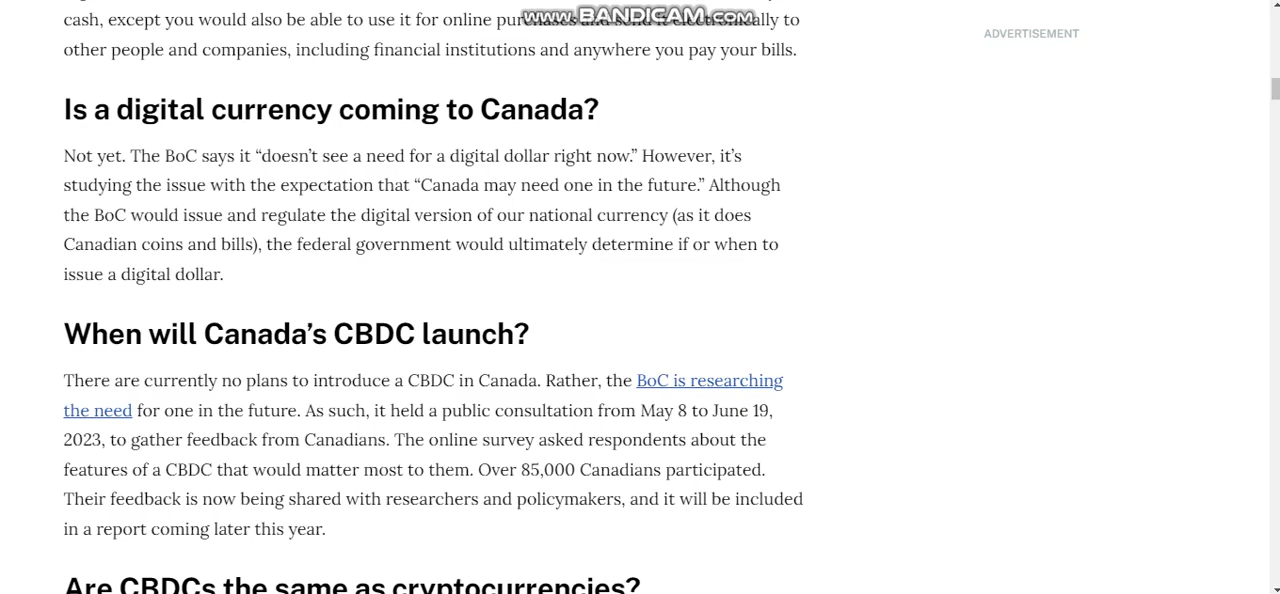 www.BANDICAM.com
cash, except you would also be able to use it for online purchases and send it electronically to
other people and companies, including financial institutions and anywhere you pay your bills.
ADVERTISEMENT
Is a digital currency coming to Canada?
Not yet. The BoC says it “doesn’t see a need for a digital dollar right now.” However, it’s
studying the issue with the expectation that “Canada may need one in the future.” Although
the BoC would issue and regulate the digital version of our national currency (as it does
Canadian coins and bills), the federal government would ultimately determine if or when to
issue a digital dollar.
When will Canada’s CBDC launch?
There are currently no plans to introduce a CBDC in Canada. Rather, the BoC is researching
the need for one in the future. As such, it held a public consultation from May 8 to June 19,
2023, to gather feedback from Canadians. The online survey asked respondents about the
features of a CBDC that would matter most to them. Over 85,000 Canadians participated.
Their feedback is now being shared with researchers and policymakers, and it will be included
in a report coming later this year.
Are CBDCs the same as cryptocurrencies?